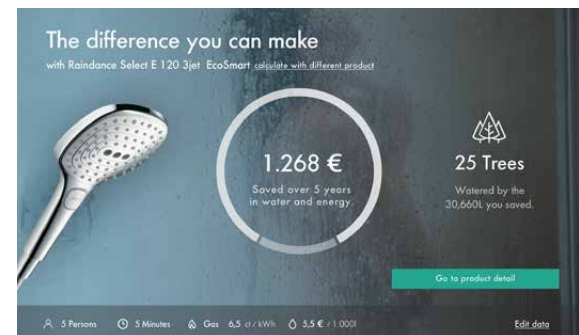 The difference you can make
with Raindance Select E 120 3jet EcoSmart calculate with different product
1.268 €
Saved over 5 years
in water and energy.
25 Trees
Watered by the
30,660L you saved.
Go to product detail
5 Persons 5 Minutes Gas 6,5 ct / kWh 5,5 € / 1.000l Edit data